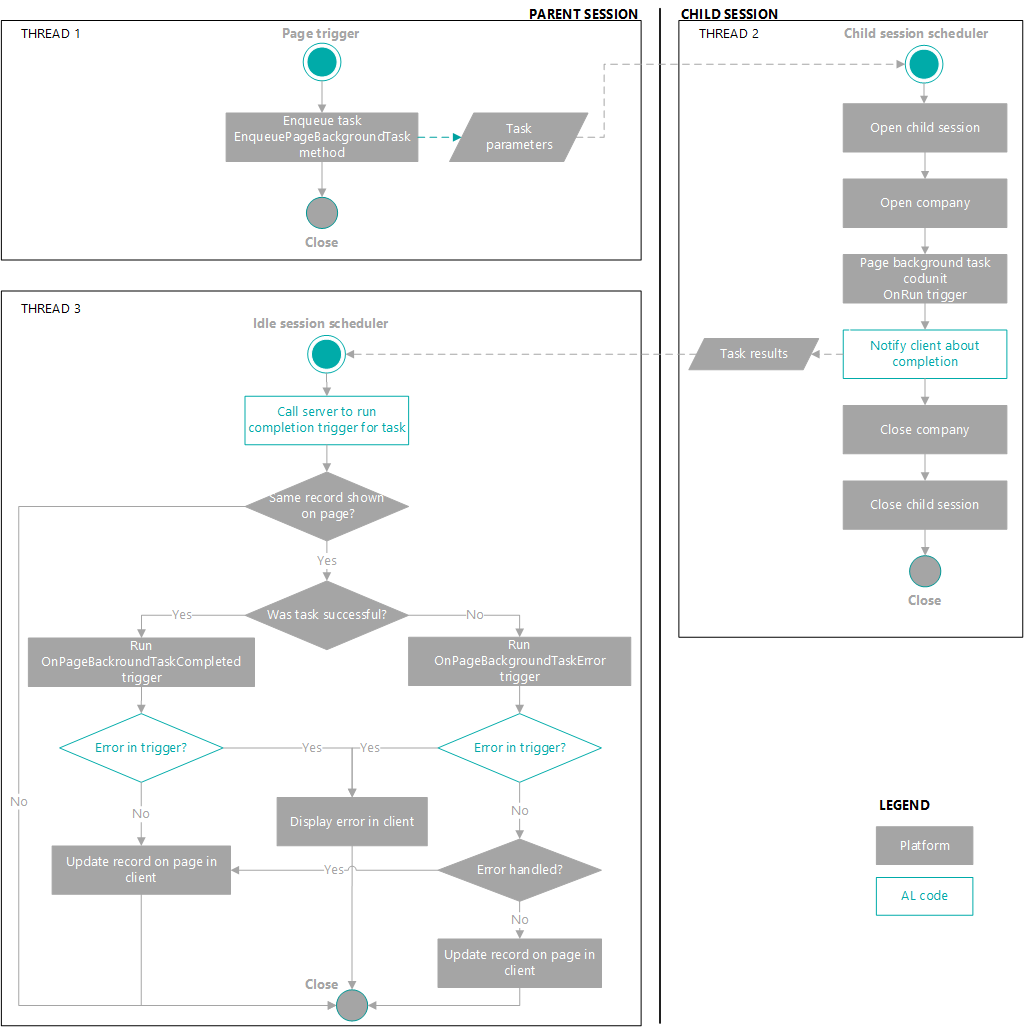 PARENT SESSION
CHILD SESSION
THREAD 1
Page trigger
Enqueue task
EnqueuePageBackgroundTask
method
Task
parameters
Close
THREAD 2
Child session scheduler
Open child session
Open company
Page background task
codunit
OnRun trigger
Notify client about
completion
Task results
Close company
Close child session
Close
THREAD 3
Idle session scheduler
Call server to run
completion trigger for task
Same record shown
on page?
Yes
Was task successful?
Yes
No
Run
OnPageBackroundTaskCompleted
trigger
Run
OnPageBackgroundTaskError
trigger
Error in trigger?
Yes
Yes
Error in trigger?
No
No
No
Display error in client
Update record on page in
client
Yes
Error handled?
No
Update record on page in
client
Close
LEGEND
Platform
AL code